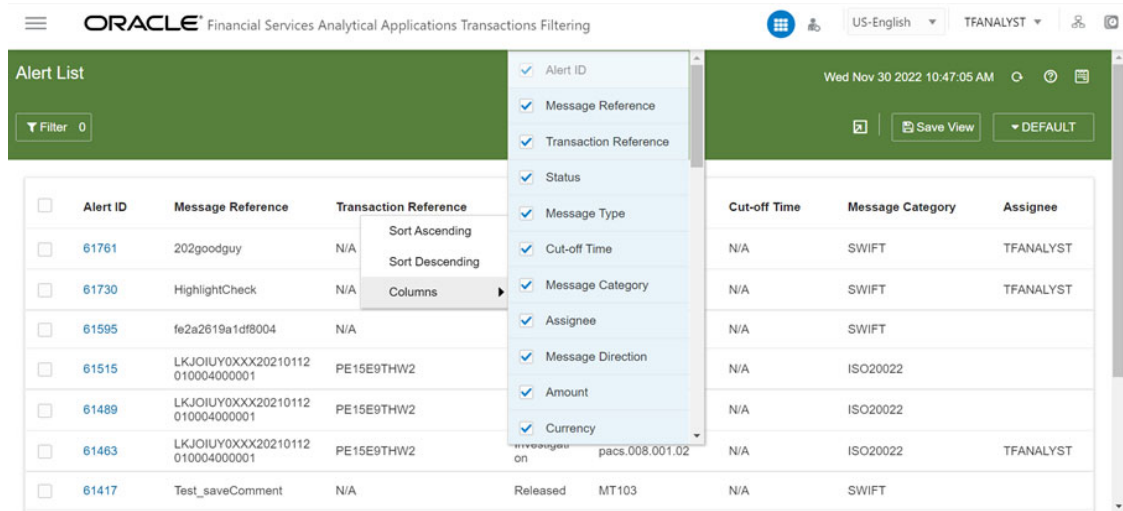 ORACLE® Financial Services Analytical Applications Transactions Filtering
US-English
TFANALYST
Alert List
Wed Nov 30 2022 10:47:05 AM
Filter 0
Save View
DEFAULT
Alert ID
Message Reference
Transaction Reference
Status
Message Type
Cut-off Time
Message Category
Assignee
Message Direction
Amount
Currency
Sort Ascending
Sort Descending
Columns
Alert ID Message Reference Transaction Reference Cut-off Time Message Category Assignee
61761 202goodguy N/A N/A SWIFT TFANALYST
61730 HighlightCheck N/A N/A SWIFT TFANALYST
61595 fe2a2619a1df8004 N/A N/A SWIFT
61515 LKJOIUY0XXX20210112 PE15E9THW2 N/A ISO20022
010004000001
61489 LKJOIUY0XXX20210112 PE15E9THW2 N/A ISO20022
010004000001
61463 LKJOIUY0XXX20210112 PE15E9THW2 pacs.008.001.02 N/A ISO20022 TFANALYST
010004000001 on
61417 Test_saveComment N/A Released MT103 N/A SWIFT